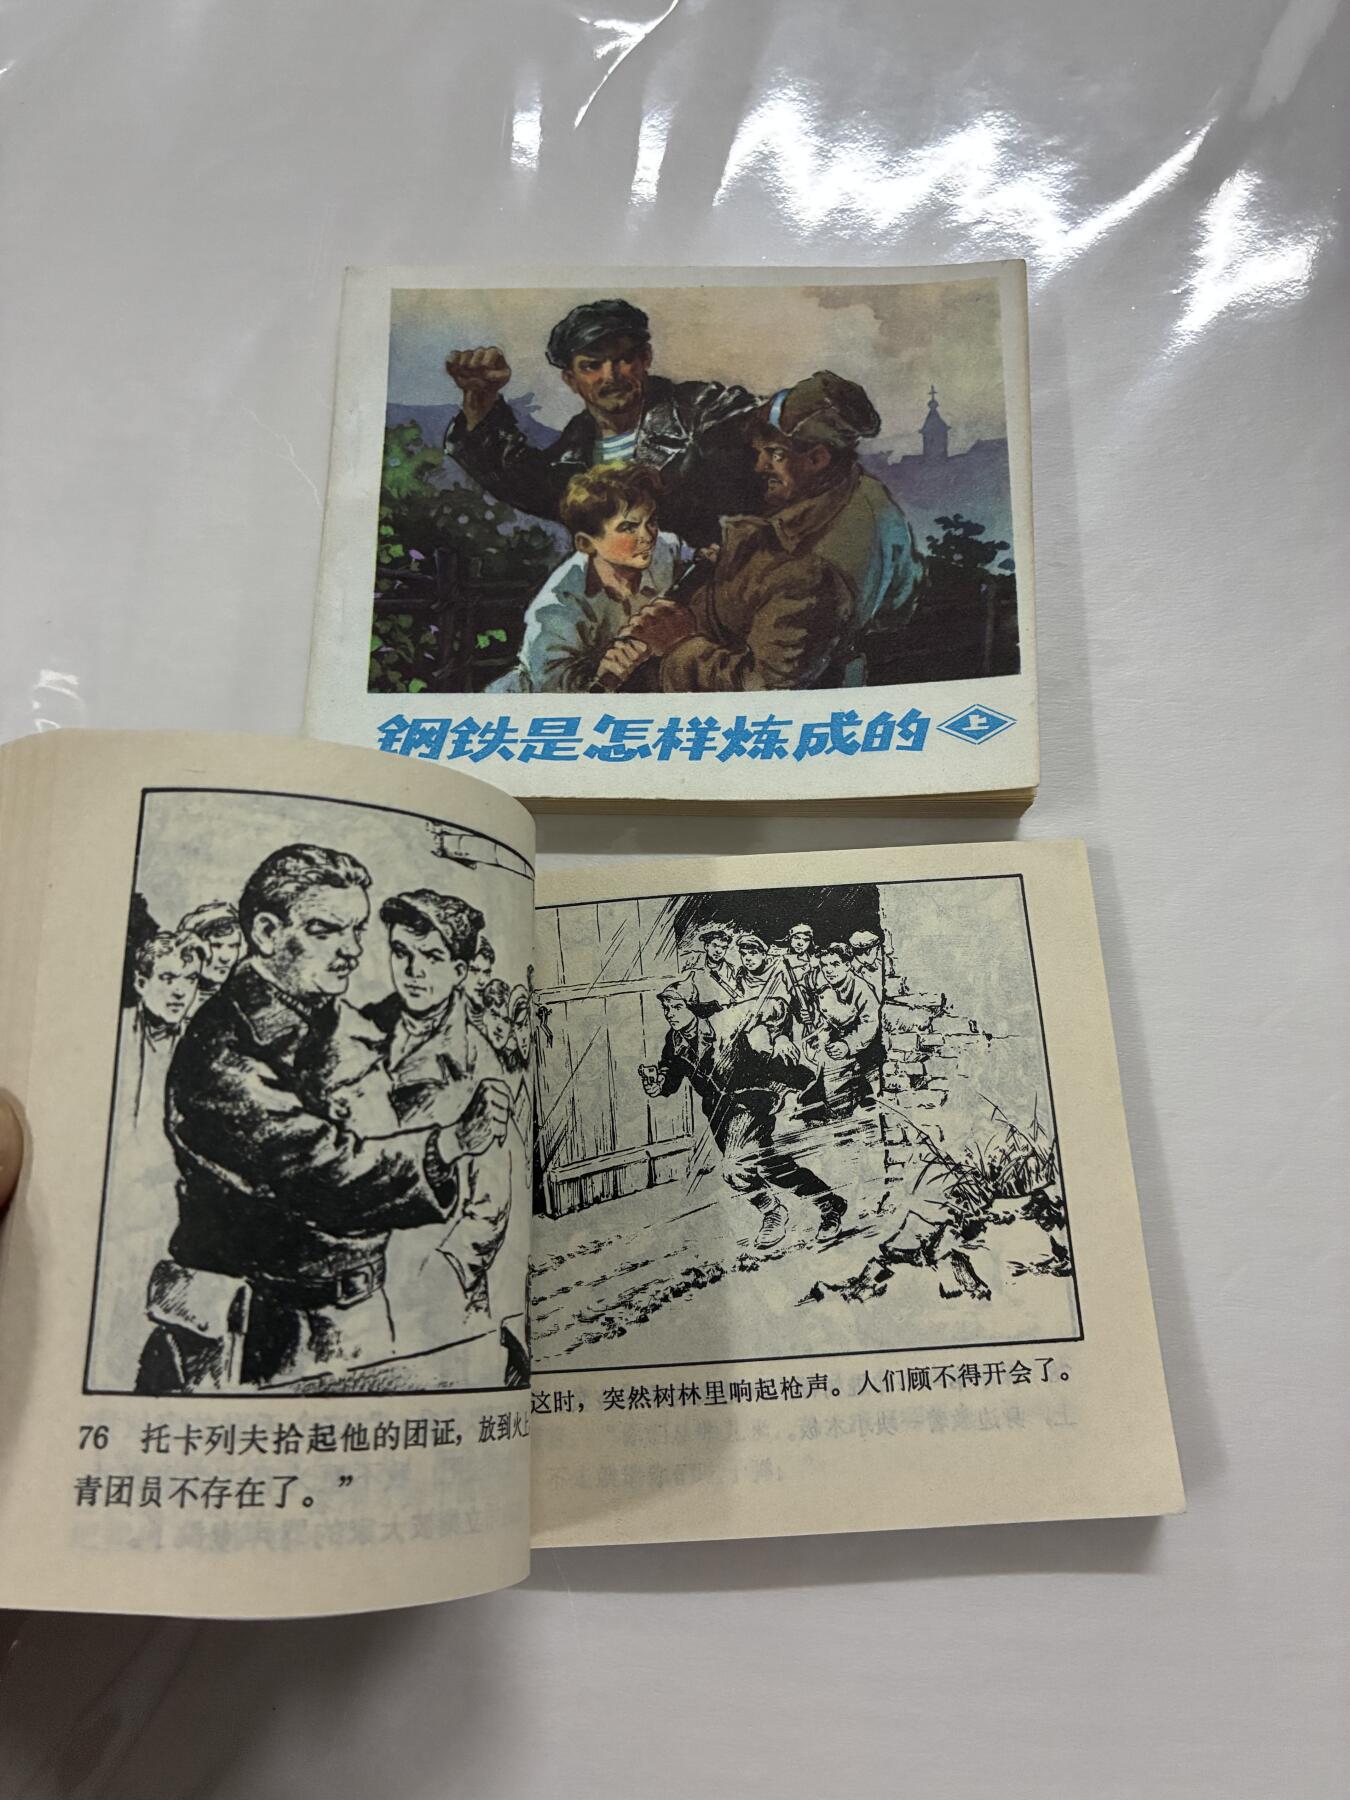 钢铁是怎样炼成的 上
76 托卡列夫拾起他的团证，放到火上
青团员不存在了。”
这时，突然树林里响起枪声。人们顾不得开会了。